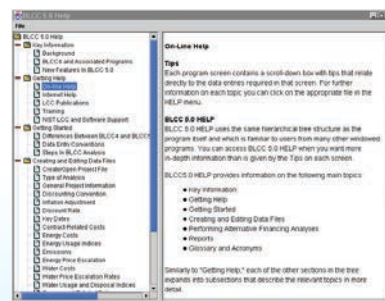 BLCC 5.0 Help
File
BLCC 5.0 Help
Key Information
Background
BLCC4 and Associated Programs
New Features in BLCC 5.0
Getting Help
On-line Help
Internet Help
LCC Publications
Training
NIST LCC and Software Support
Getting Started
Differences Between BLCC4 and BLCC5
Data Entry Conventions
Steps in BLCC Analysis
Creating and Editing Data Files
Create/Open Project File
Type of Analysis
General Project Information
Discounting Convention
Inflation Adjustment
Discount Rate
Key Dates
Contract-Related Costs
Energy Costs
Energy Usage Indices
Emissions
Energy Price Escalation
Water Costs
Water Price Escalation Rates
Water Usage and Disposal Indices
On-Line Help
Tips
Each program screen contains a scroll-down box with tips that relate
directly to the data entries required in that screen. For further
information on each topic you can click on the appropriate file in the
HELP menu.
BLCC 5.0 HELP
BLCC 5.0 HELP uses the same hierarchical tree structure as the
program itself and which is familiar to users from many other windowed
programs. You can access BLCC 5.0 HELP when you want more
in-depth information than is given by the Tips on each screen.
BLCC5.0 HELP provides information on the following main topics:
● Key Information
● Getting Help
● Getting Started
● Creating and Editing Data Files
● Performing Alternative Financing Analyses
● Reports
● Glossary and Acronyms
Similarly to "Getting Help," each of the other sections in the tree
expands into subsections that describe the relevant topics in more
detail.